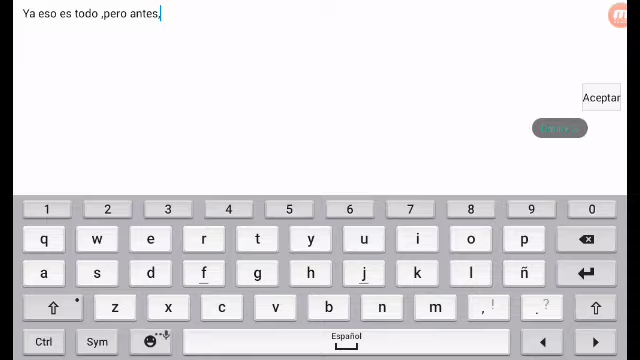 Ya eso es todo ,pero antes,
Aceptar
1 2 3 4 5 6 7 8 9 0
q w e r t y u i o p
a s d f g h j k l ñ
z x c v b n m , ! . ?
Ctrl Sym Español